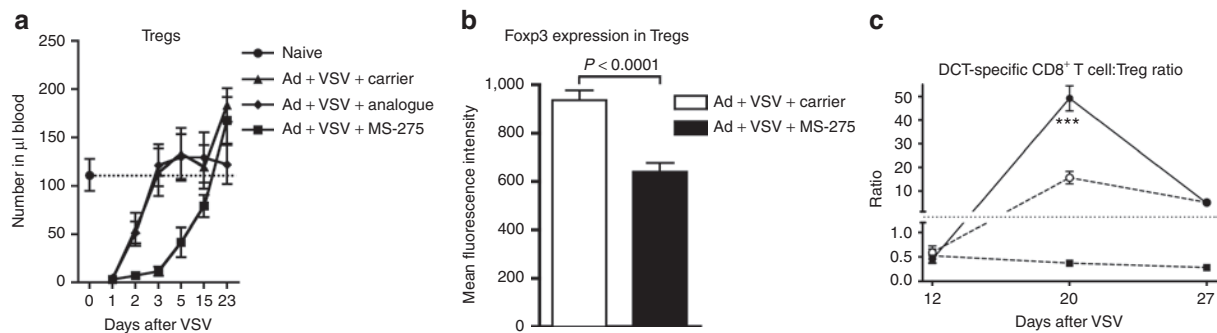 a
Tregs
Number in µl blood
250
200
150
100
50
0
0 1 2 3 5 15 23
Days after VSV
Naive
Ad + VSV + carrier
Ad + VSV + analogue
Ad + VSV + MS-275
b
Foxp3 expression in Tregs
P < 0.0001
Mean fluorescence intensity
1,000
800
600
400
200
0
Ad + VSV + carrier
Ad + VSV + MS-275
c
DCT-specific CD8+ T cell:Treg ratio
Ratio
50
40
30
20
10
1.0
0.5
0.0
***
12 20 27
Days after VSV